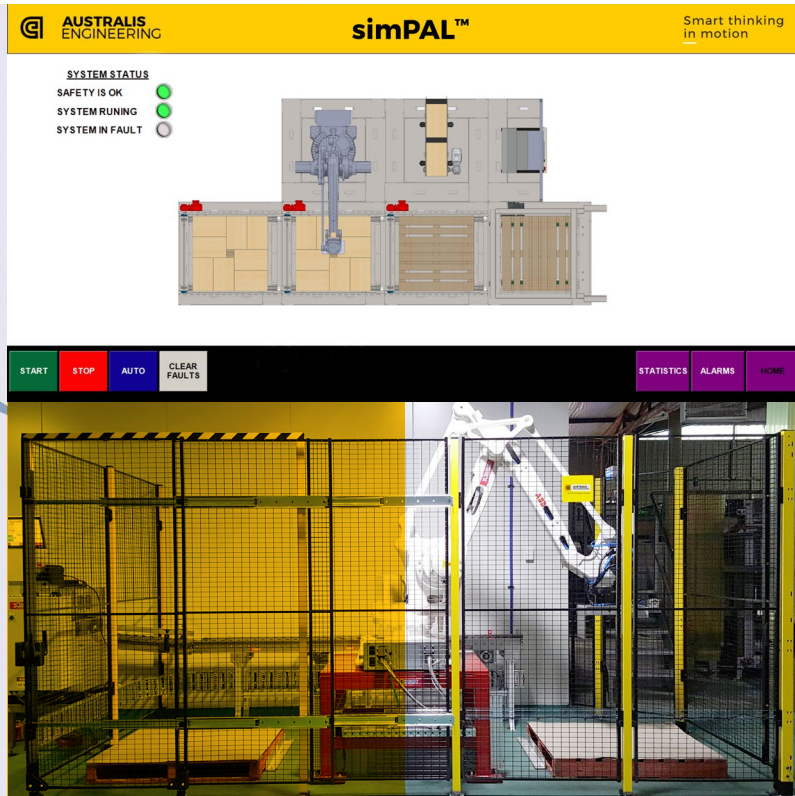 AUSTRALIS
ENGINEERING
simPAL™
Smart thinking
in motion
SYSTEM STATUS
SAFETY IS OK
SYSTEM RUNING
SYSTEM IN FAULT
START
STOP
AUTO
CLEAR
FAULTS
STATISTICS
ALARMS
HOME
ABB